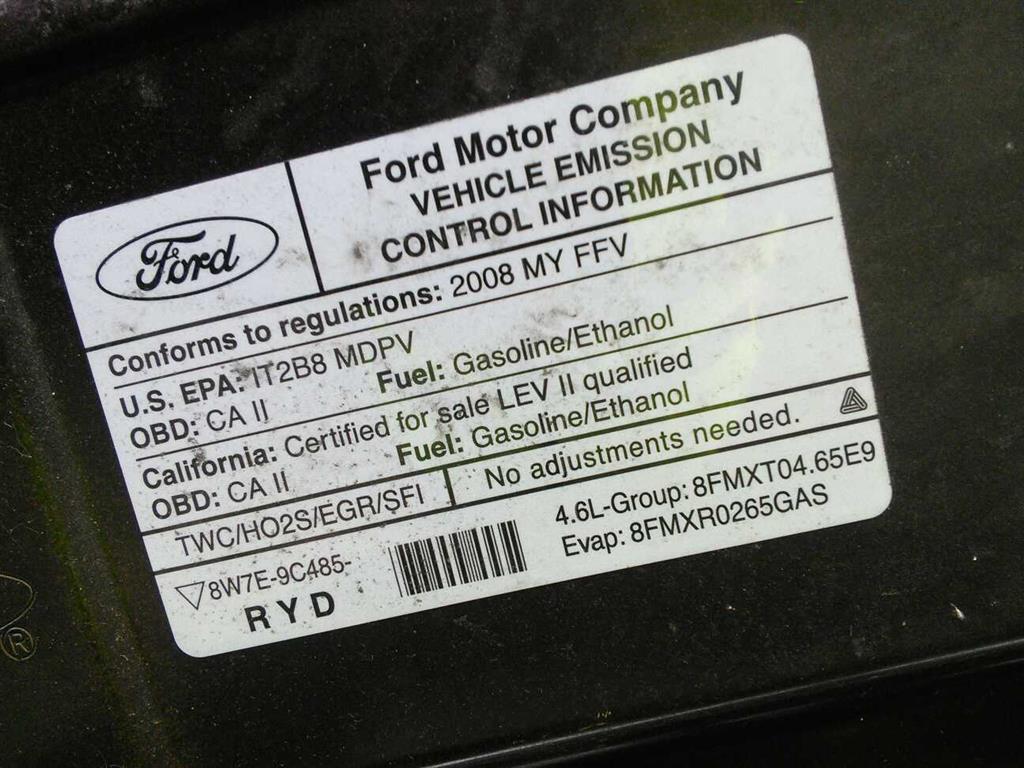 Ford
Ford Motor Company
VEHICLE EMISSION
CONTROL INFORMATION
Conforms to regulations: 2008 MY FFV
U.S. EPA: IT2B8 MDPV
OBD: CA II Fuel: Gasoline/Ethanol
California: Certified for sale LEV II qualified
OBD: CA II Fuel: Gasoline/Ethanol
TWC/HO2S/EGR/SFI No adjustments needed.
8W7E-9C485-
RYD
4.6L-Group: 8FMXT04.65E9
Evap: 8FMXR0265GAS
®